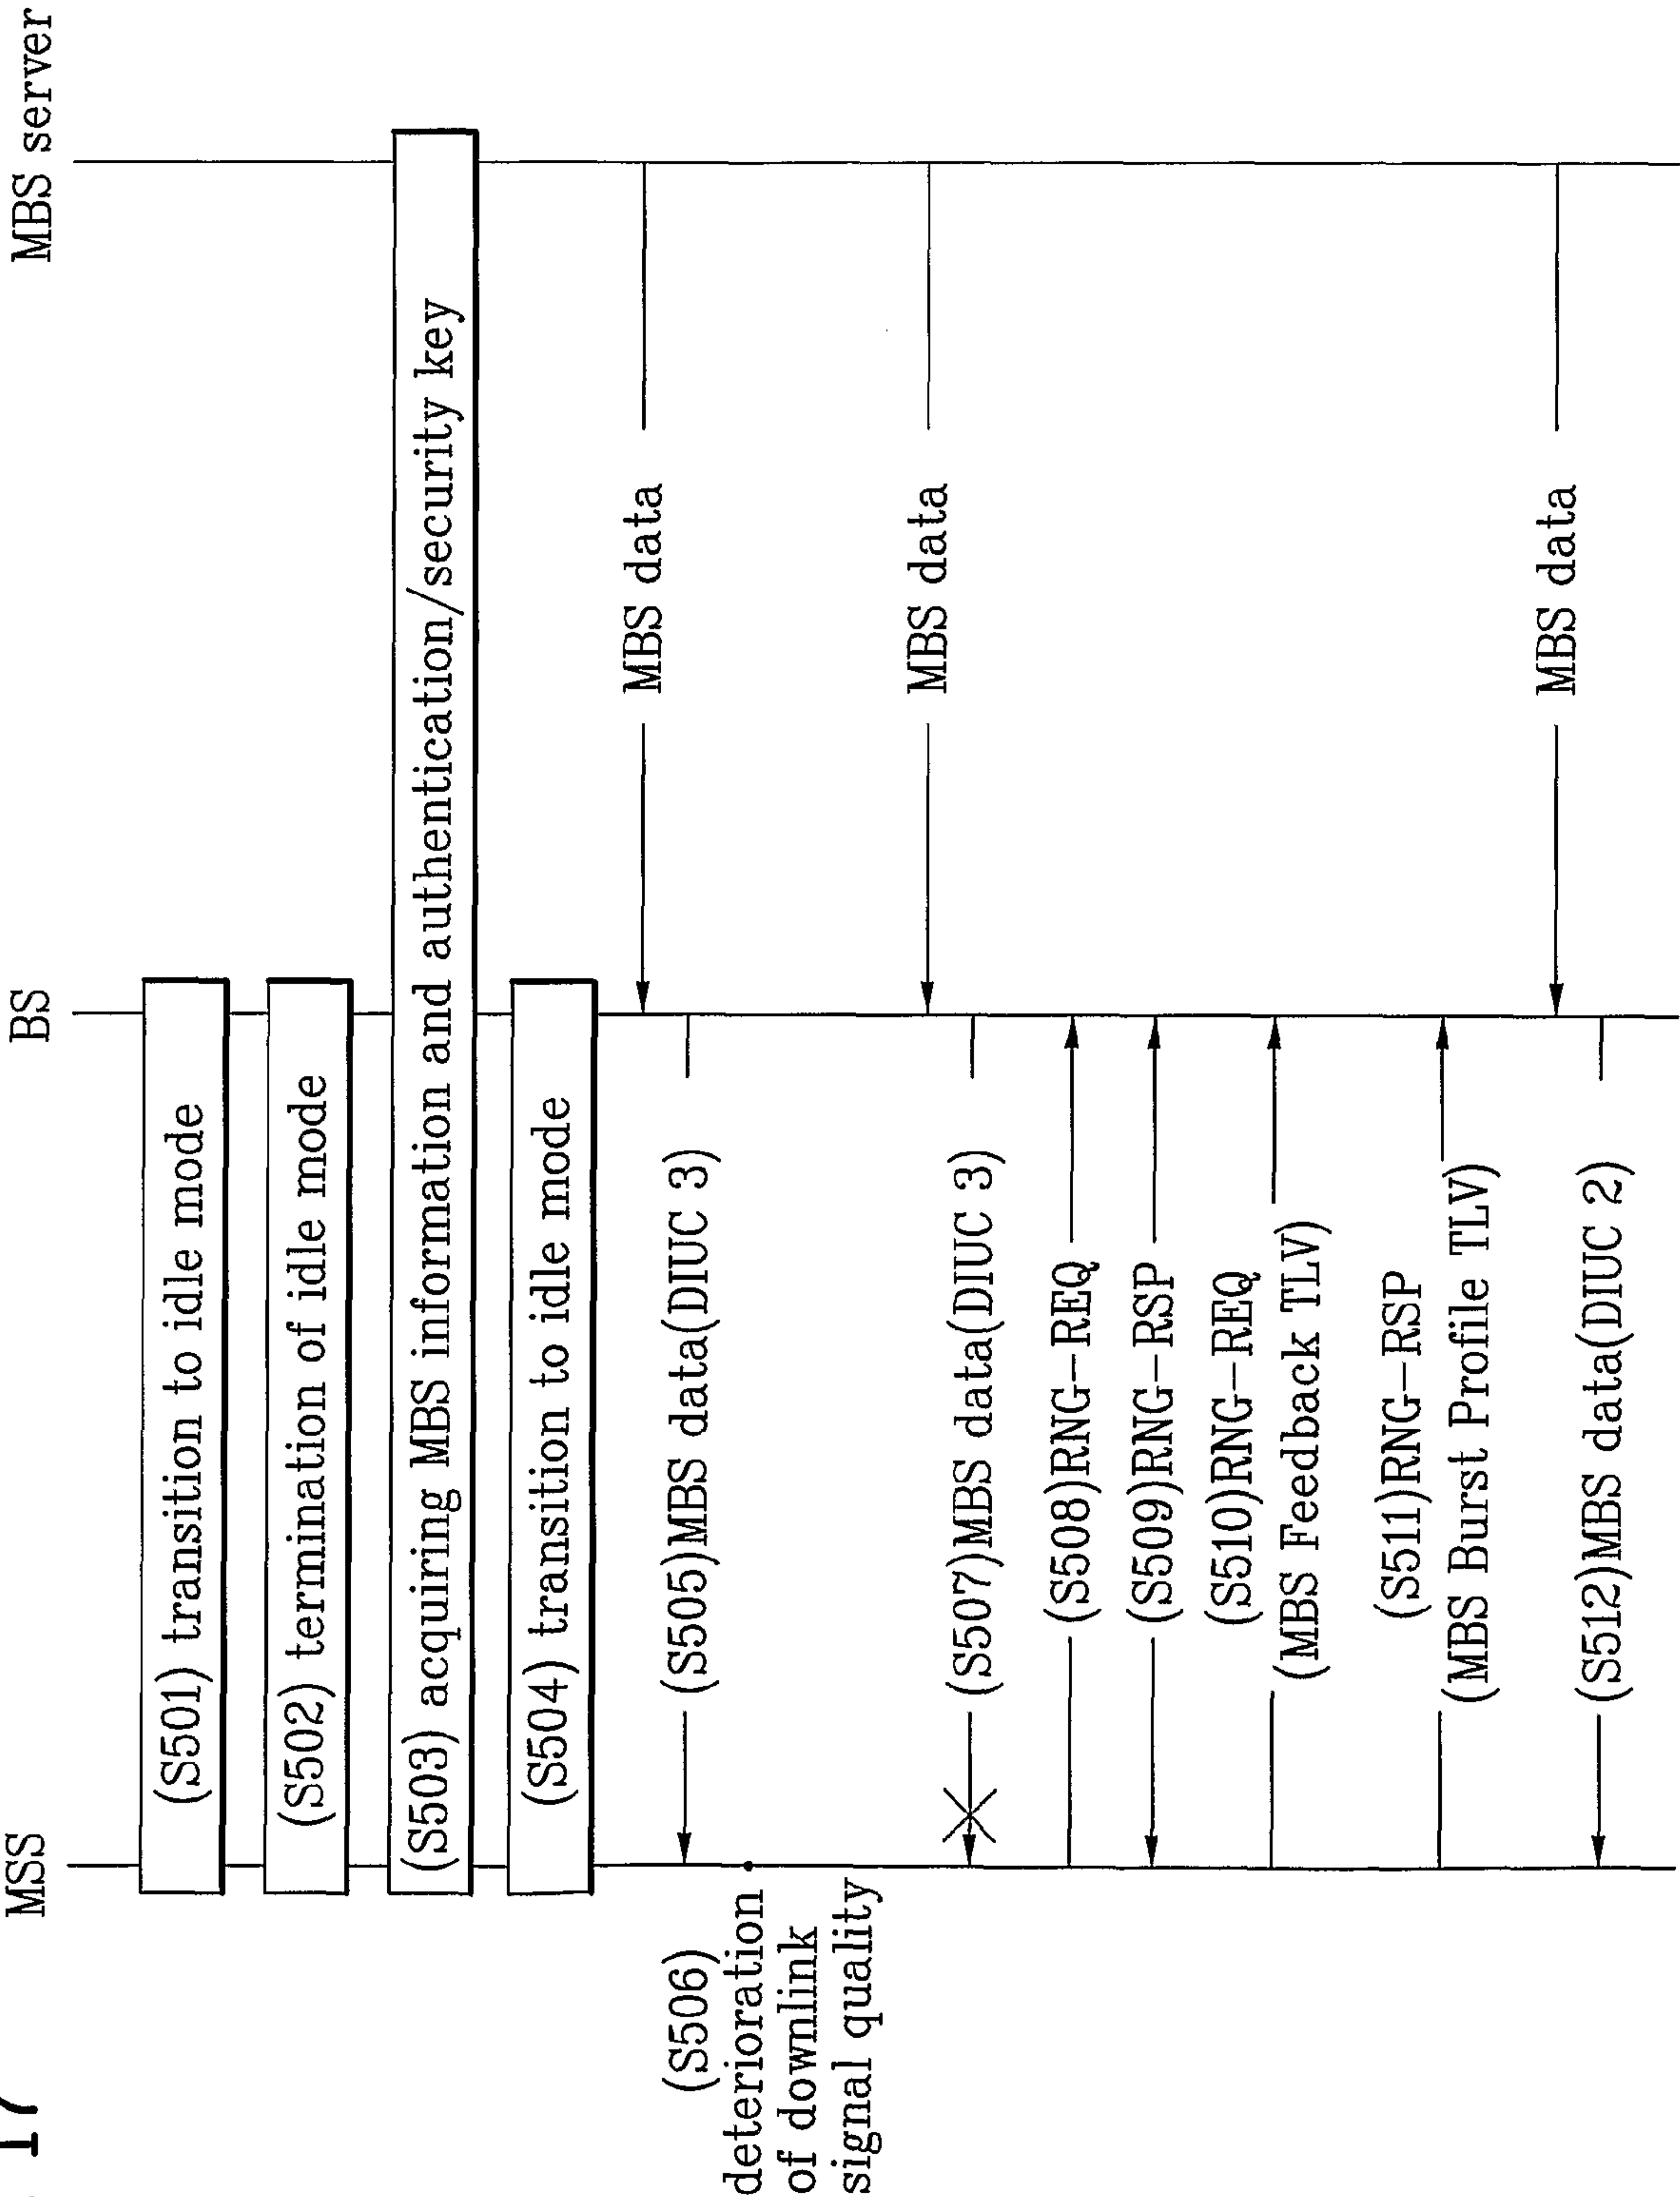 17
MSS
BS
MBS server
(S501) transition to idle mode
(S502) termination of idle mode
(S503) acquiring MBS information and authentication/security key
(S504) transition to idle mode
MBS data
(S505)MBS data(DIUC 3)
(S506)
deterioration
of downlink
signal quality
MBS data
(S507)MBS data(DIUC 3)
(S508)RNG-REQ
(S509)RNG-RSP
(S510)RNG-REQ
(MBS Feedback TLV)
(S511)RNG-RSP
(MBS Burst Profile TLV)
MBS data
(S512)MBS data(DIUC 2)